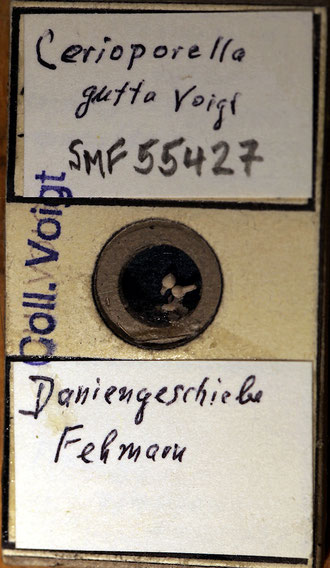 Cerioporella
gutta Voigt
SMF 55427
Coll. Voigt
Daniengeschiebe
Fehmarn